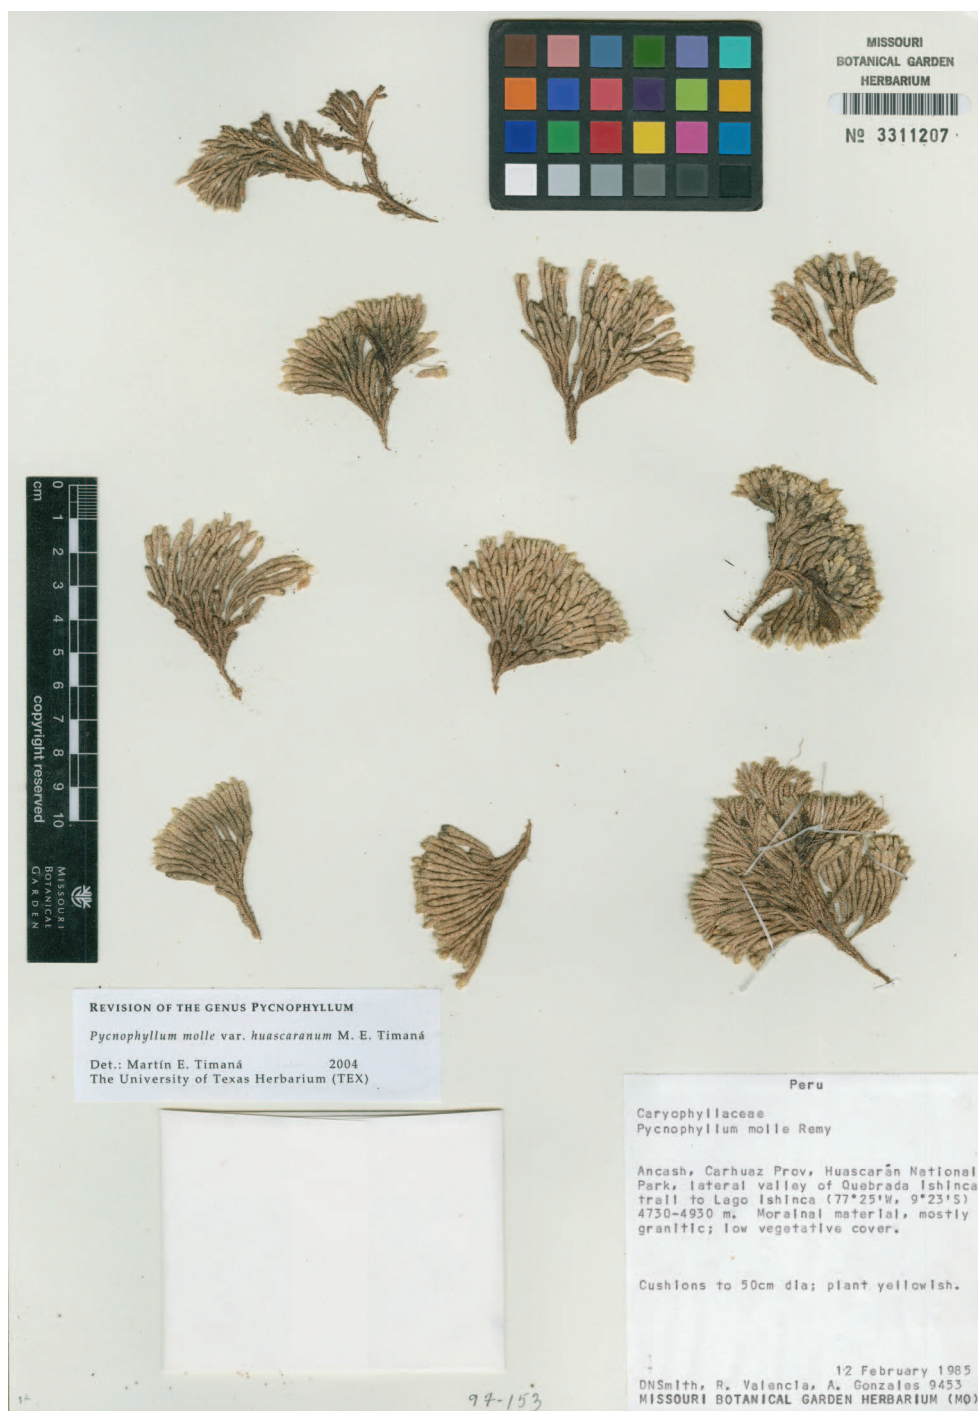 MISSOURI
BOTANICAL GARDEN
HERBARIUM
№ 3311207
cm
0
1
2
3
4
5
6
7
8
9
10
copyright reserved
MISSOURI
BOTANICAL
GARDEN
REVISION OF THE GENUS PYCNOPHYLLUM
Pycnophyllum molle var. huascaranum M. E. Timaná
Det.: Martín E. Timaná 2004
The University of Texas Herbarium (TEX)
Peru
Caryophyllaceae
Pycnophyllum molle Remy
Ancash, Carhuaz Prov, Huascarán National
Park, lateral valley of Quebrada Ishinca
trail to Lago Ishinca (77°25'W, 9°23'S)
4730-4930 m. Morainal material, mostly
granitic; low vegetative cover.
Cushions to 50cm dia; plant yellowish.
12 February 1985
DNSmith, R. Valencia, A. Gonzales 9453
MISSOURI BOTANICAL GARDEN HERBARIUM (MO)
97-153